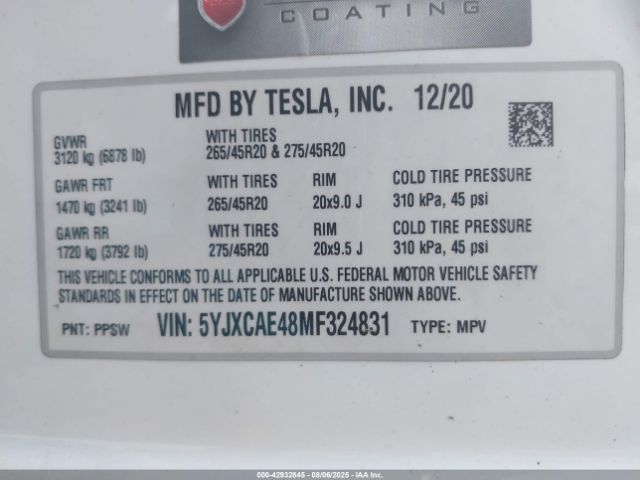 COATING
MFD BY TESLA, INC. 12/20
GVWR
3120 kg (6878 lb)
WITH TIRES
265/45R20 & 275/45R20
GAWR FRT
1470 kg (3241 lb)
WITH TIRES
265/45R20
RIM
20x9.0 J
COLD TIRE PRESSURE
310 kPa, 45 psi
GAWR RR
1720 kg (3792 lb)
WITH TIRES
275/45R20
RIM
20x9.5 J
COLD TIRE PRESSURE
310 kPa, 45 psi
THIS VEHICLE CONFORMS TO ALL APPLICABLE U.S. FEDERAL MOTOR VEHICLE SAFETY
STANDARDS IN EFFECT ON THE DATE OF MANUFACTURE SHOWN ABOVE.
PNT: PPSW VIN: 5YJXCAE48MF324831 TYPE: MPV
000-42932645 - 08/06/2025 - IAA Inc.